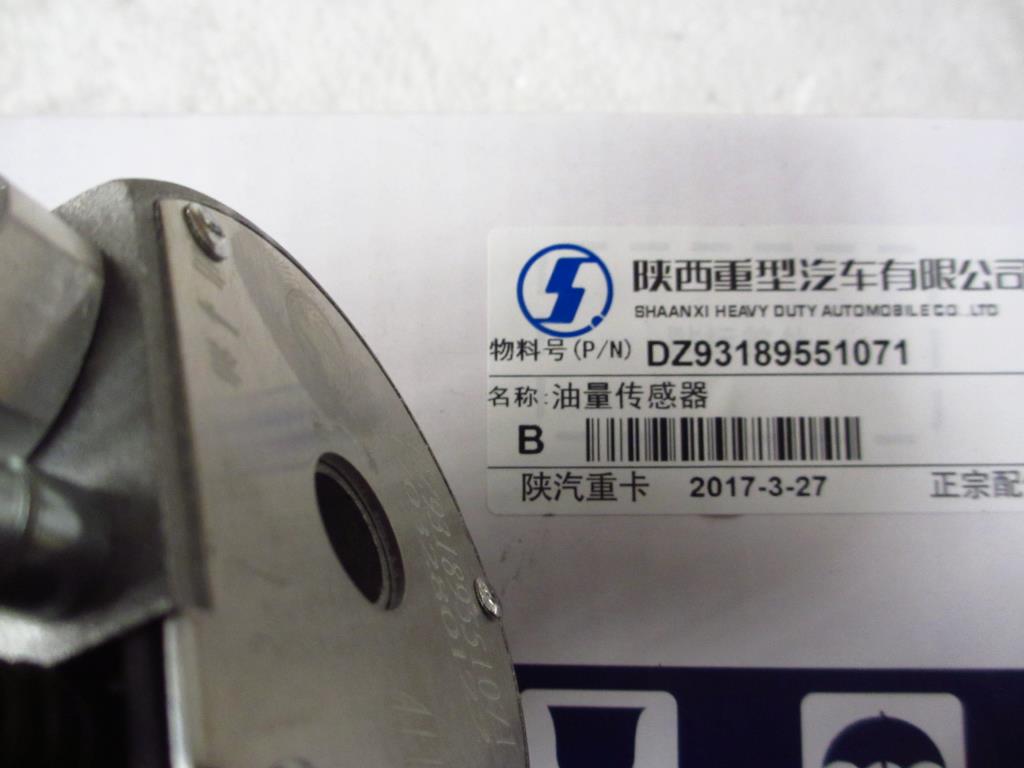 陕西重型汽车有限公司
SHAANXI HEAVY DUTY AUTOMOBILE CO.,LTD
物料号(P/N) DZ93189551071
名称:油量传感器
B
陕汽重卡 2017-3-27 正宗配